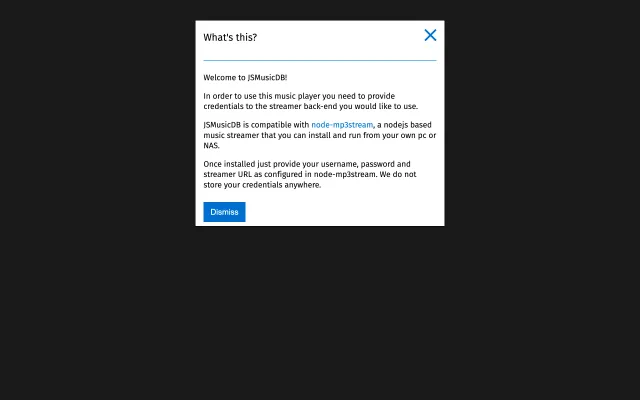 What's this?
Welcome to JSMusicDB!
In order to use this music player you need to provide
credentials to the streamer back-end you would like to use.
JSMusicDB is compatible with node-mp3stream, a nodejs based
music streamer that you can install and run from your own pc or
NAS.
Once installed just provide your username, password and
streamer URL as configured in node-mp3stream. We do not
store your credentials anywhere.
Dismiss